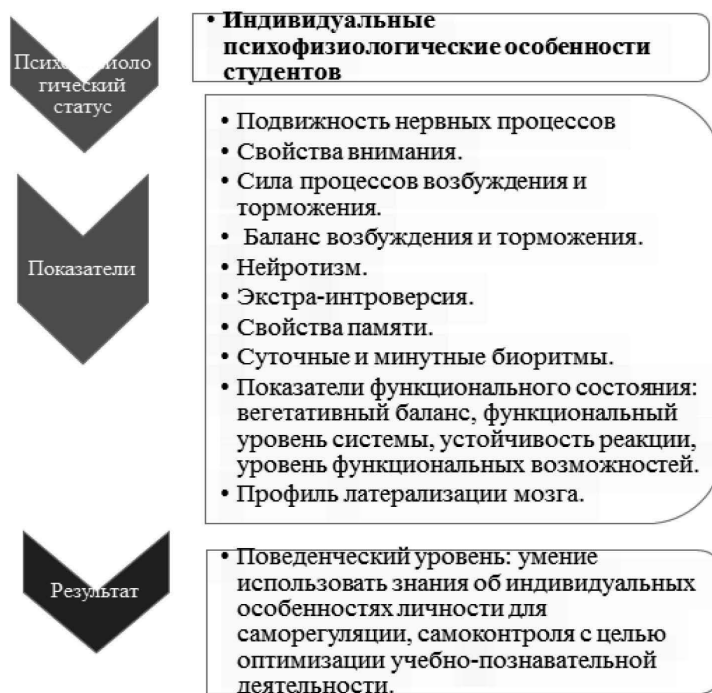 Психофизиоло
гический
статус
• Индивидуальные
психофизиологические особенности
студентов
Показатели
• Подвижность нервных процессов
• Свойства внимания.
• Сила процессов возбуждения и
торможения.
• Баланс возбуждения и торможения.
• Нейротизм.
• Экстра-интроверсия.
• Свойства памяти.
• Суточные и минутные биоритмы.
• Показатели функционального состояния:
вегетативный баланс, функциональный
уровень системы, устойчивость реакции,
уровень функциональных возможностей.
• Профиль латерализации мозга.
Результат
• Поведенческий уровень: умение
использовать знания об индивидуальных
особенностях личности для
саморегуляции, самоконтроля с целью
оптимизации учебно-познавательной
деятельности.